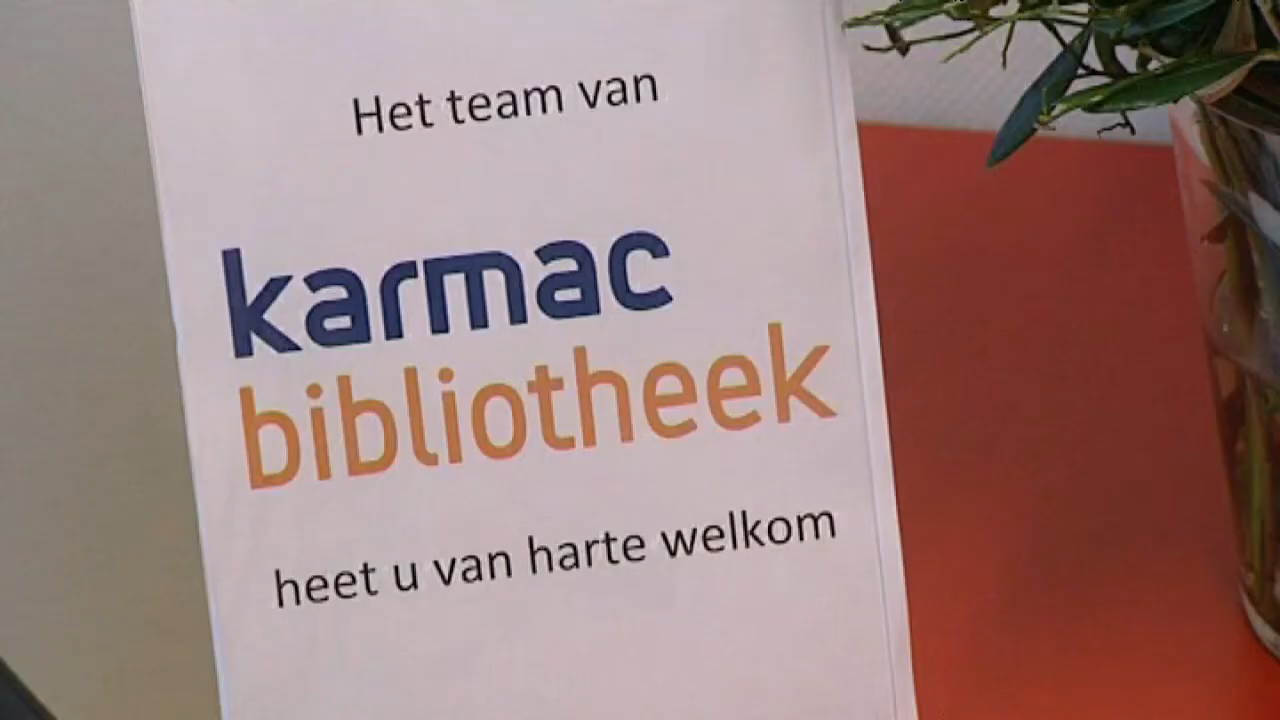 Het team van
karmac
bibliotheek
heet u van harte welkom